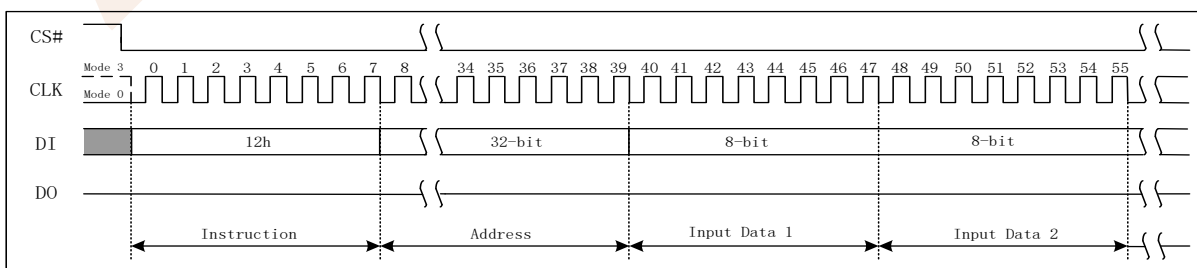 CS#
Mode 3
0 1 2 3 4 5 6 7 8 34 35 36 37 38 39 40 41 42 43 44 45 46 47 48 49 50 51 52 53 54 55
CLK
Mode 0
DI 12h 32-bit 8-bit 8-bit
DO
Instruction Address Input Data 1 Input Data 2